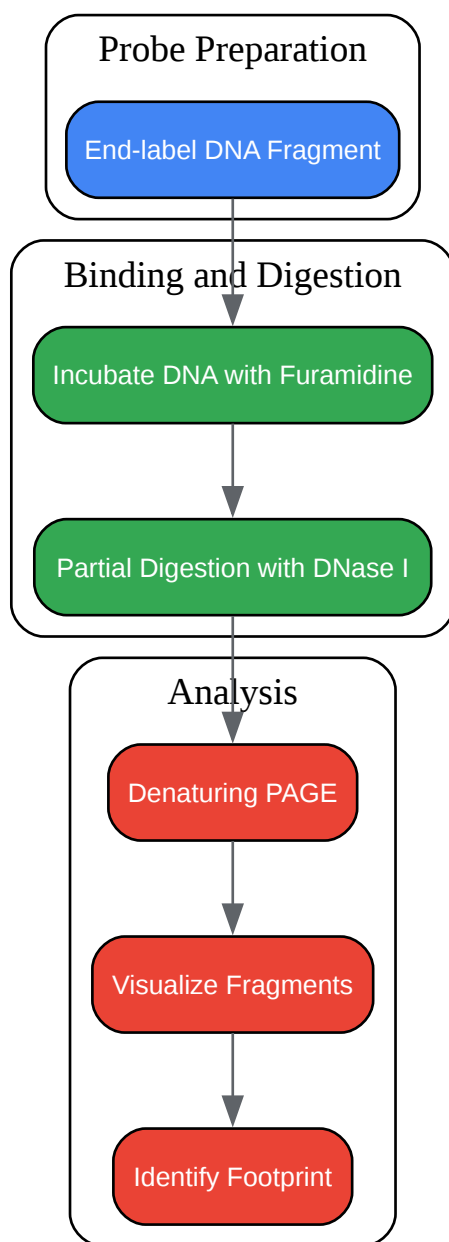 Probe Preparation
End-label DNA Fragment
Binding and Digestion
Incubate DNA with Furamidine
Partial Digestion with DNase I
Analysis
Denaturing PAGE
Visualize Fragments
Identify Footprint